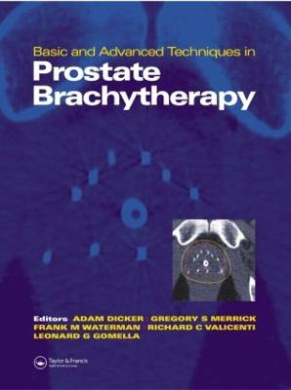 Basic and Advanced Techniques in
Prostate
Brachytherapy
Editors ADAM DICKER GREGORY S MERRICK
FRANK M WATERMAN RICHARD C VALICENTI
LEONARD G GOMELLA
Taylor & Francis